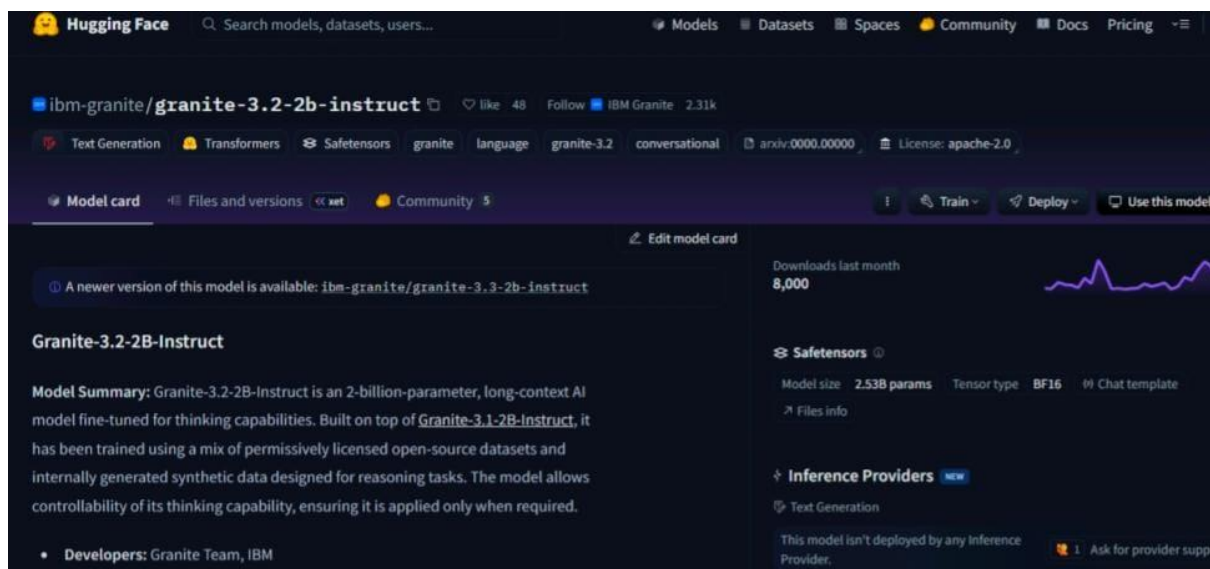 Hugging Face Search models, datasets, users... Models Datasets Spaces Community Docs Pricing
ibm-granite/granite-3.2-2b-instruct like 48 Follow IBM Granite 2.31k
Text Generation Transformers Safetensors granite language granite-3.2 conversational arxiv:0000.00000 License: apache-2.0
Model card Files and versions xet Community 5 Train Deploy Use this model
Edit model card
Downloads last month
8,000
A newer version of this model is available: ibm-granite/granite-3.3-2b-instruct
Granite-3.2-2B-Instruct
Model Summary: Granite-3.2-2B-Instruct is an 2-billion-parameter, long-context AI
model fine-tuned for thinking capabilities. Built on top of Granite-3.1-2B-Instruct, it
has been trained using a mix of permissively licensed open-source datasets and
internally generated synthetic data designed for reasoning tasks. The model allows
controllability of its thinking capability, ensuring it is applied only when required.
• Developers: Granite Team, IBM
Safetensors
Model size 2.53B params Tensor type BF16 Chat template
Files info
Inference Providers NEW
Text Generation
This model isn't deployed by any Inference
Provider.
1 Ask for provider supp